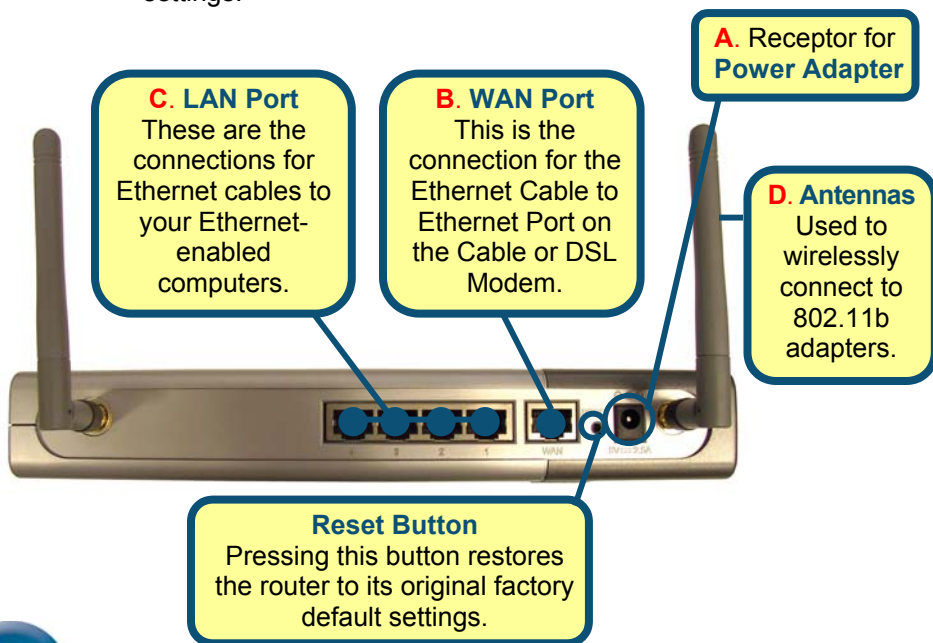 settings.
A. Receptor for
Power Adapter
C. LAN Port
These are the
connections for
Ethernet cables to
your Ethernet-
enabled
computers.
B. WAN Port
This is the
connection for the
Ethernet Cable to
Ethernet Port on
the Cable or DSL
Modem.
D. Antennas
Used to
wirelessly
connect to
802.11b
adapters.
4 3 2 1 WAN
Reset Button
Pressing this button restores
the router to its original factory
default settings.